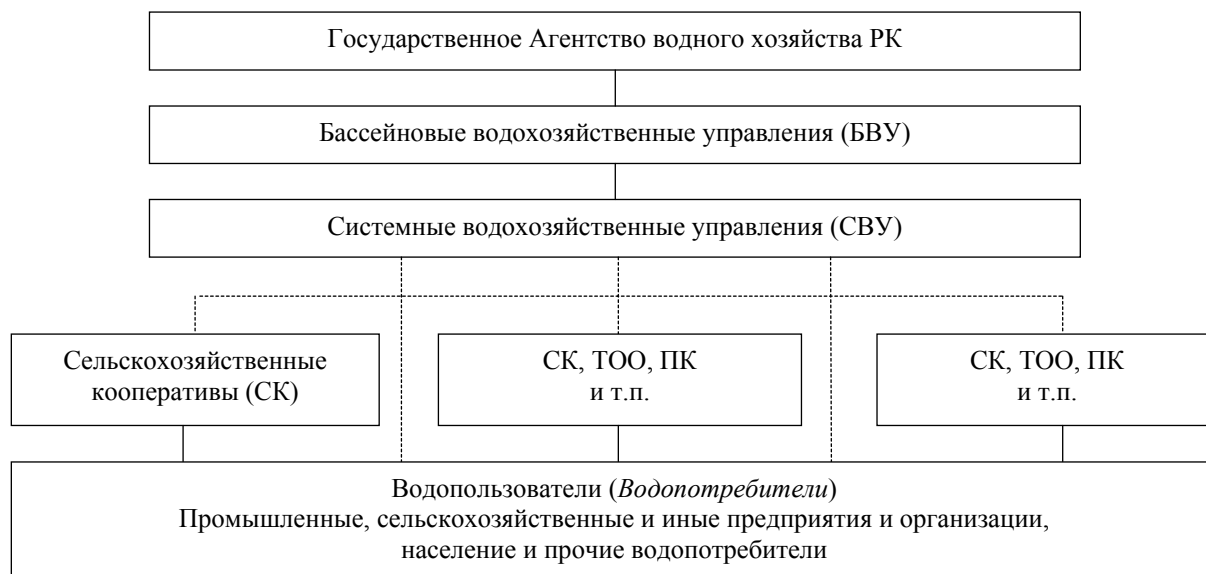 Государственное Агентство водного хозяйства РК
Бассейновые водохозяйственные управления (БВУ)
Системные водохозяйственные управления (СВУ)
Сельскохозяйственные
кооперативы (СК)
СК, ТОО, ПК
и т.п.
СК, ТОО, ПК
и т.п.
Водопользователи (Водопотребители)
Промышленные, сельскохозяйственные и иные предприятия и организации,
население и прочие водопотребители